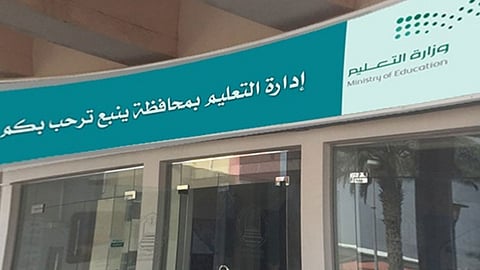 وزارة التعليم
Ministry of Education
إدارة التعليم بمحافظة ينبع ترحب بكم